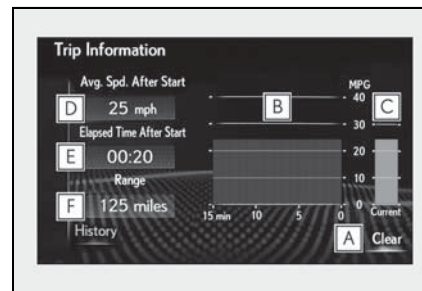 Trip Information
Avg. Spd. After Start
D 25 mph
Elapsed Time After Start
E 00:20
Range
F 125 miles
History
B
MPG
C
40
30
20
10
0
15 min 10 5 0
Current
A Clear